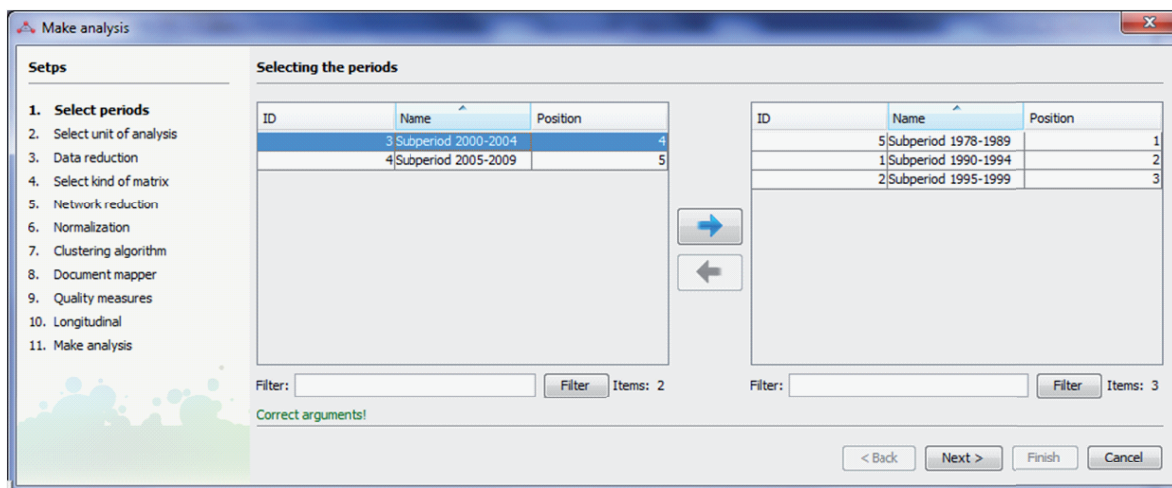 Make analysis
x
Setps
1. Select periods
2. Select unit of analysis
3. Data reduction
4. Select kind of matrix
5. Network reduction
6. Normalization
7. Clustering algorithm
8. Document mapper
9. Quality measures
10. Longitudinal
11. Make analysis
Selecting the periods
ID Name Position
3 Subperiod 2000-2004 4
4 Subperiod 2005-2009 5
Filter: Filter Items: 2
Correct arguments!
ID Name Position
5 Subperiod 1978-1989 1
1 Subperiod 1990-1994 2
2 Subperiod 1995-1999 3
Filter: Filter Items: 3
< Back Next > Finish Cancel